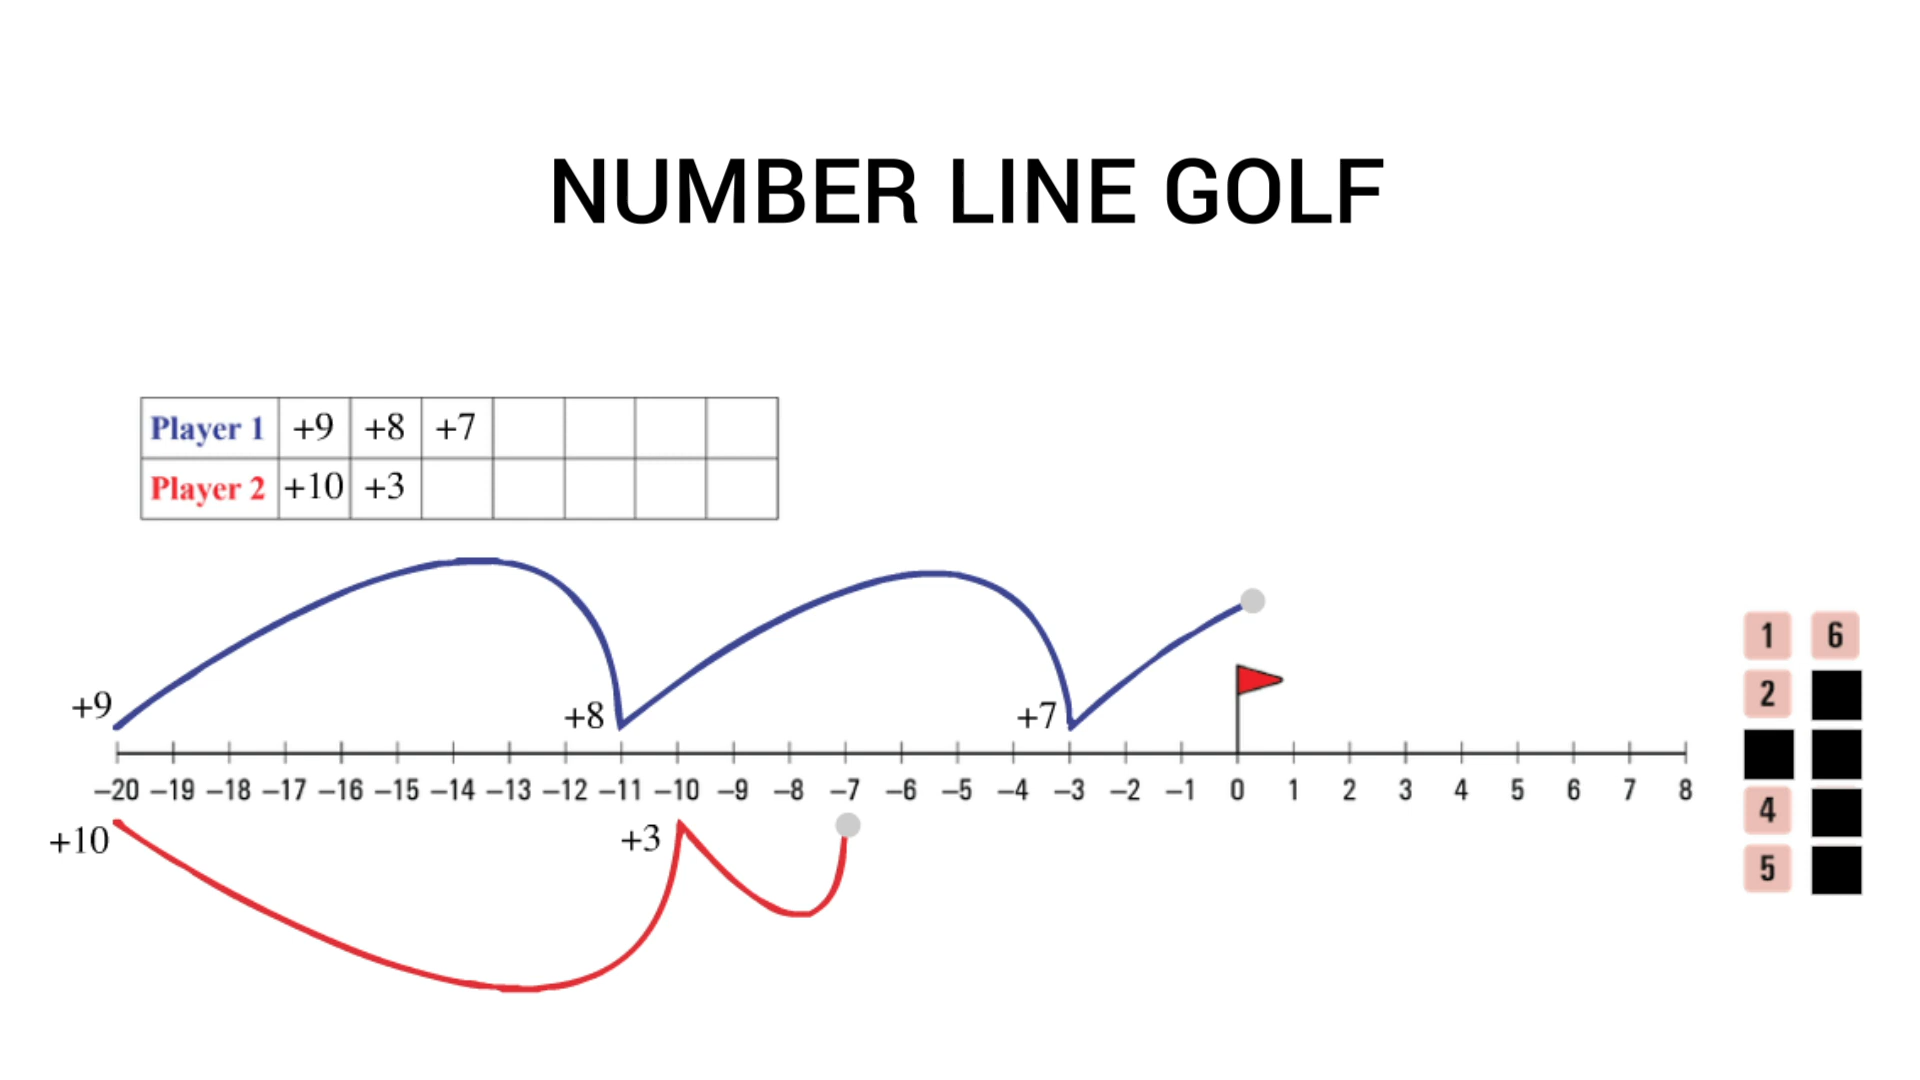 NUMBER LINE GOLF
Player 1 +9 +8 +7
Player 2 +10 +3
+9 +8 +7
–20 –19 –18 –17 –16 –15 –14 –13 –12 –11 –10 –9 –8 –7 –6 –5 –4 –3 –2 –1 0 1 2 3 4 5 6 7 8
+10 +3
1 6
2
4
5